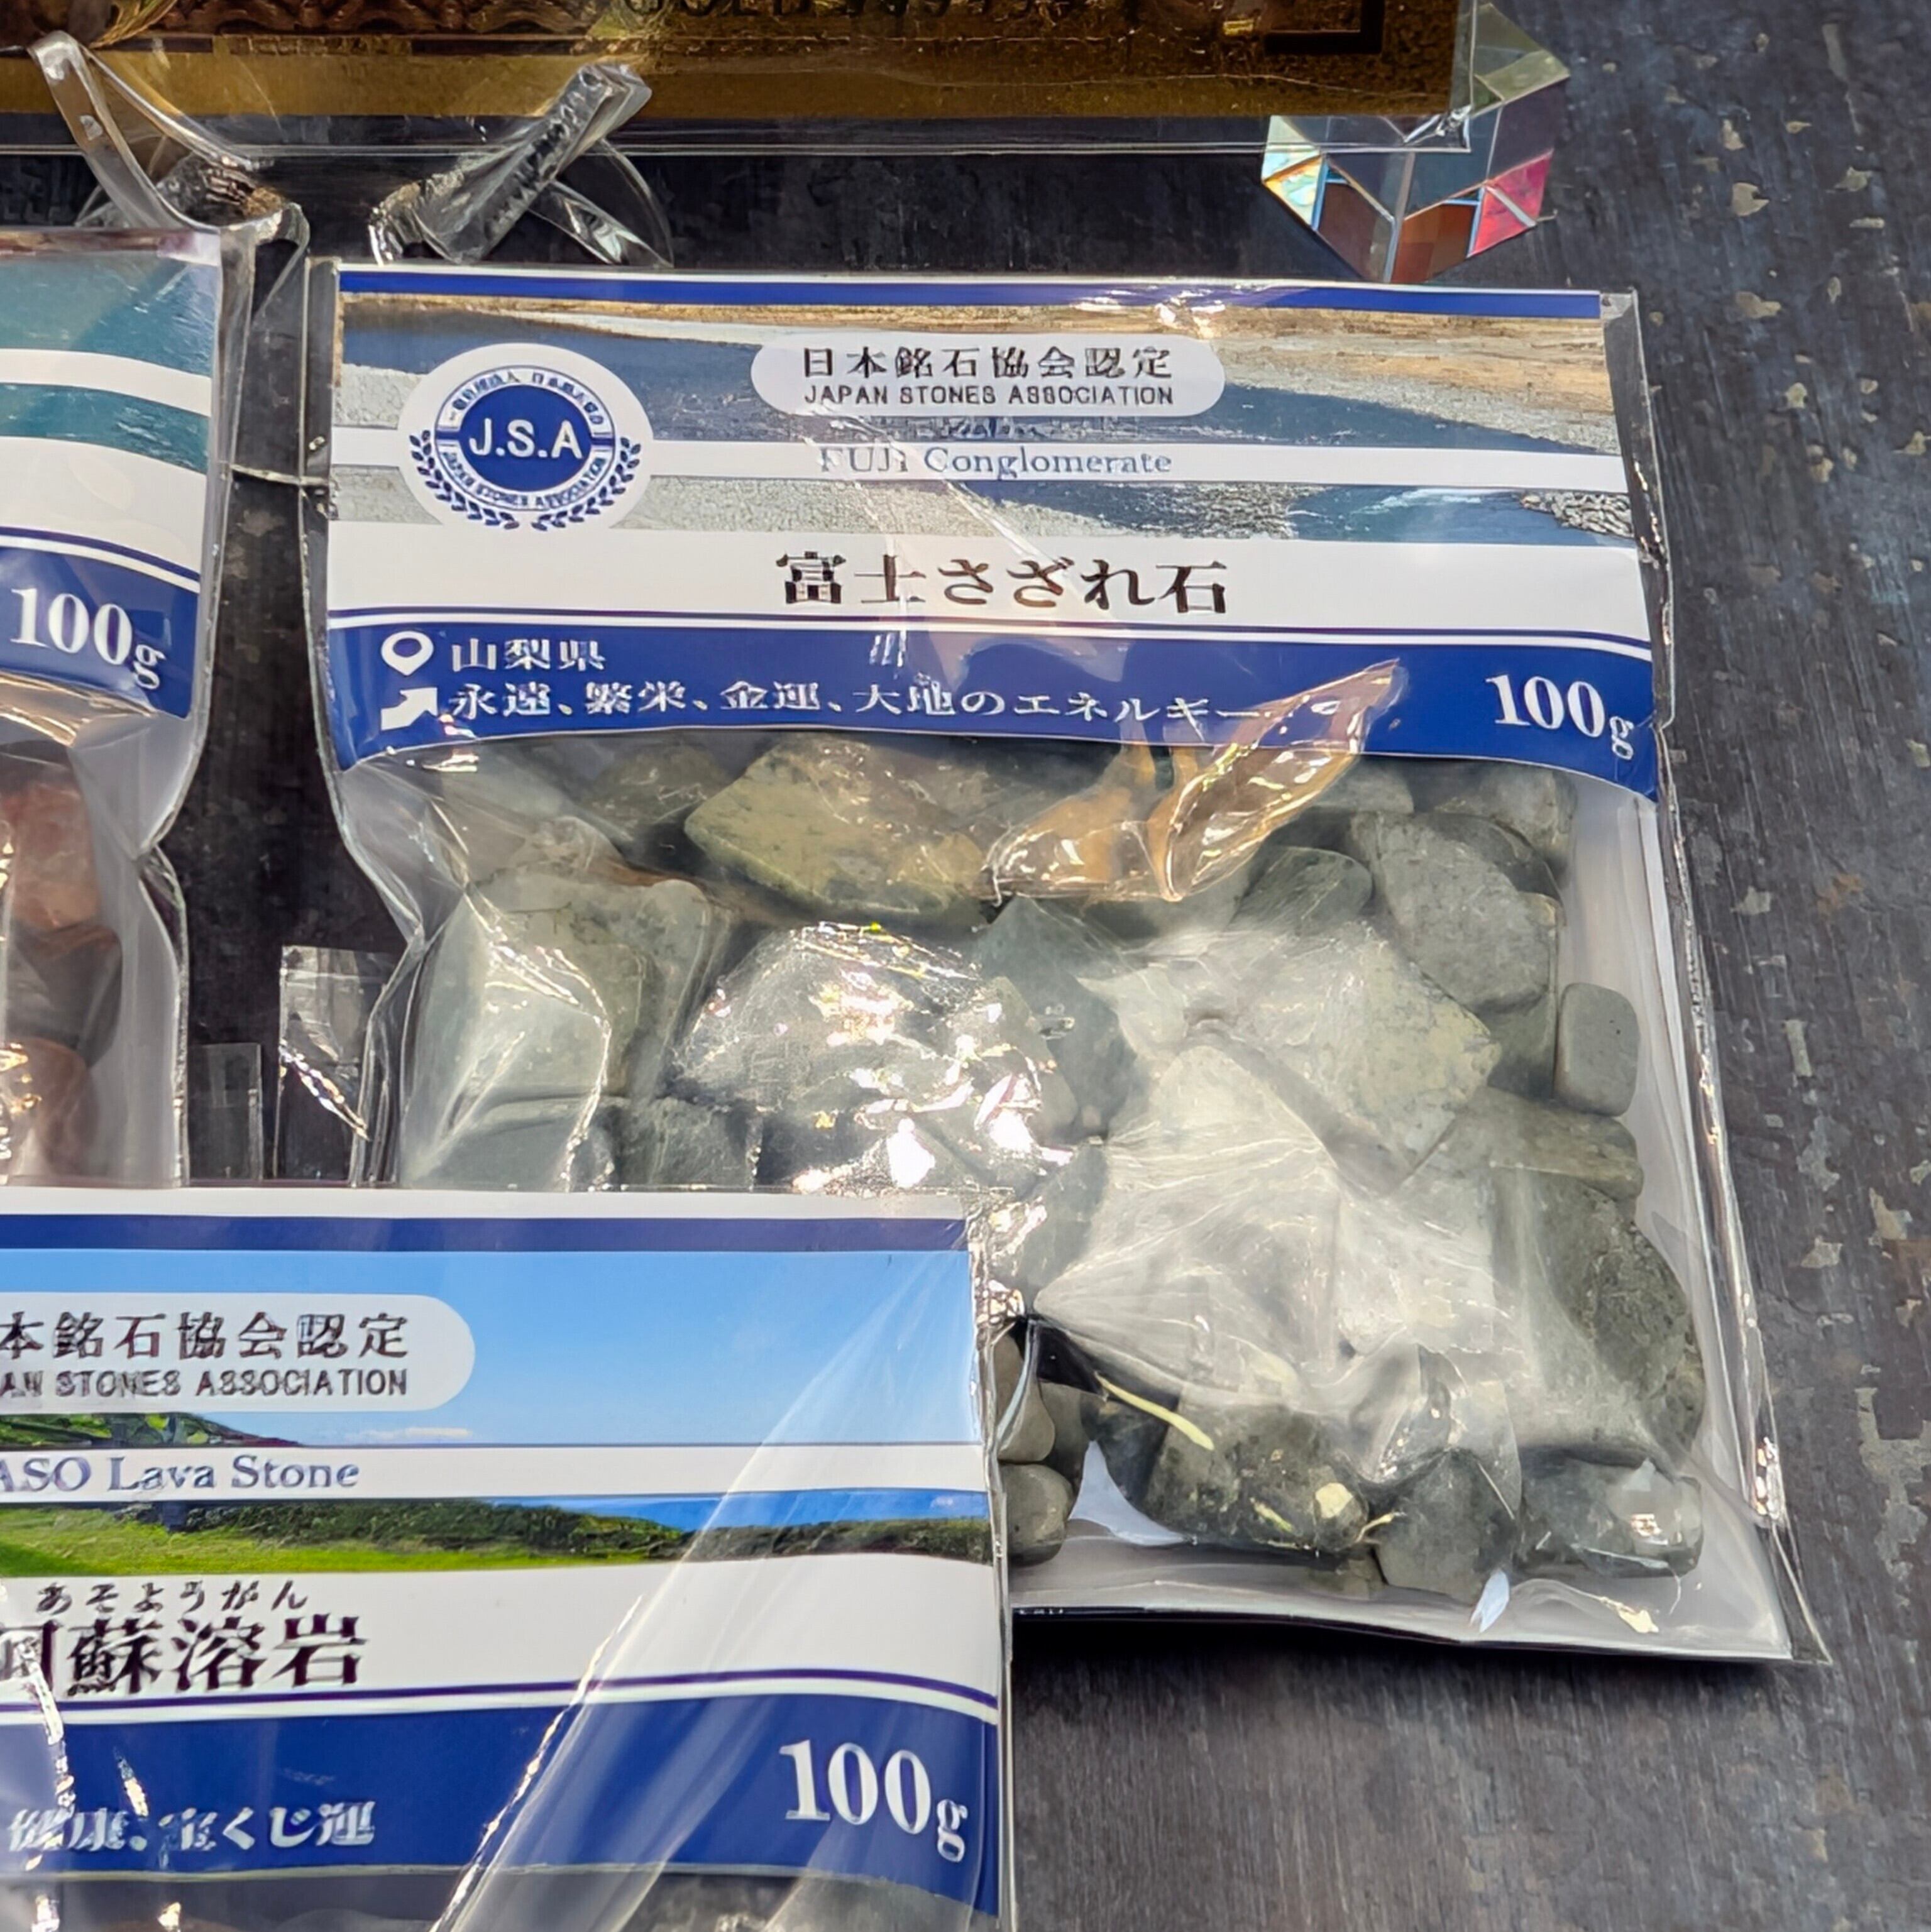 日本銘石協会認定
JAPAN STONES ASSOCIATION
J.S.A
JAPAN STONES ASSOCIATION
FUJI Conglomerate
富士さざれ石
山梨県
永遠、繁栄、金運、大地のエネルギー
100g
100g
本銘石協会認定
STONES ASSOCIATION
ASO Lava Stone
あそようがん
阿蘇溶岩
健康、宝くじ運
100g